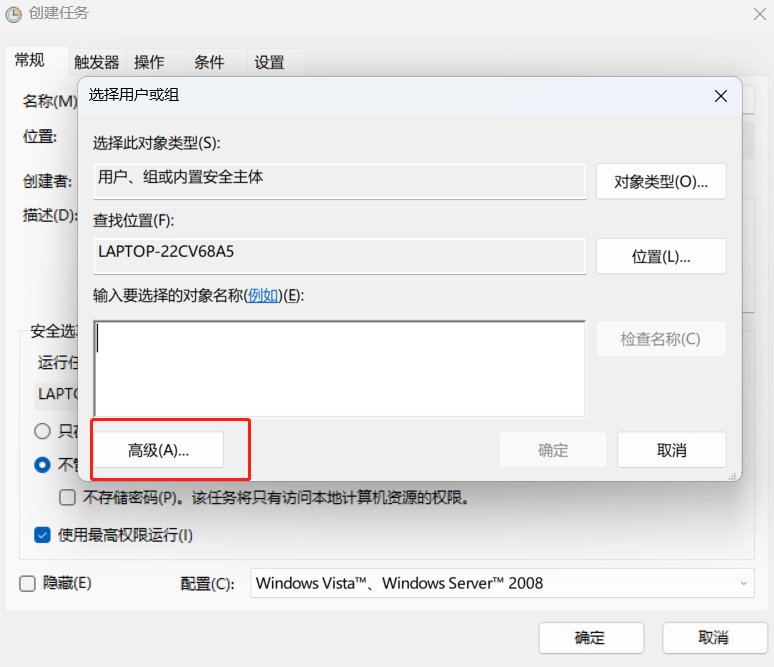 创建任务
常规 触发器 操作 条件 设置
名称(M)
选择用户或组
位置:
选择此对象类型(S):
用户、组或内置安全主体
对象类型(O)...
创建者:
描述(D):
查找位置(F):
LAPTOP-22CV68A5
位置(L)...
输入要选择的对象名称(例如)(E):
检查名称(C)
安全选项
运行任
LAPTO
高级(A)...
确定
取消
只在
不管
不存储密码(P)。该任务将只有访问本地计算机资源的权限。
使用最高权限运行(I)
隐藏(E)
配置(C):
Windows Vista™、Windows Server™ 2008
确定
取消